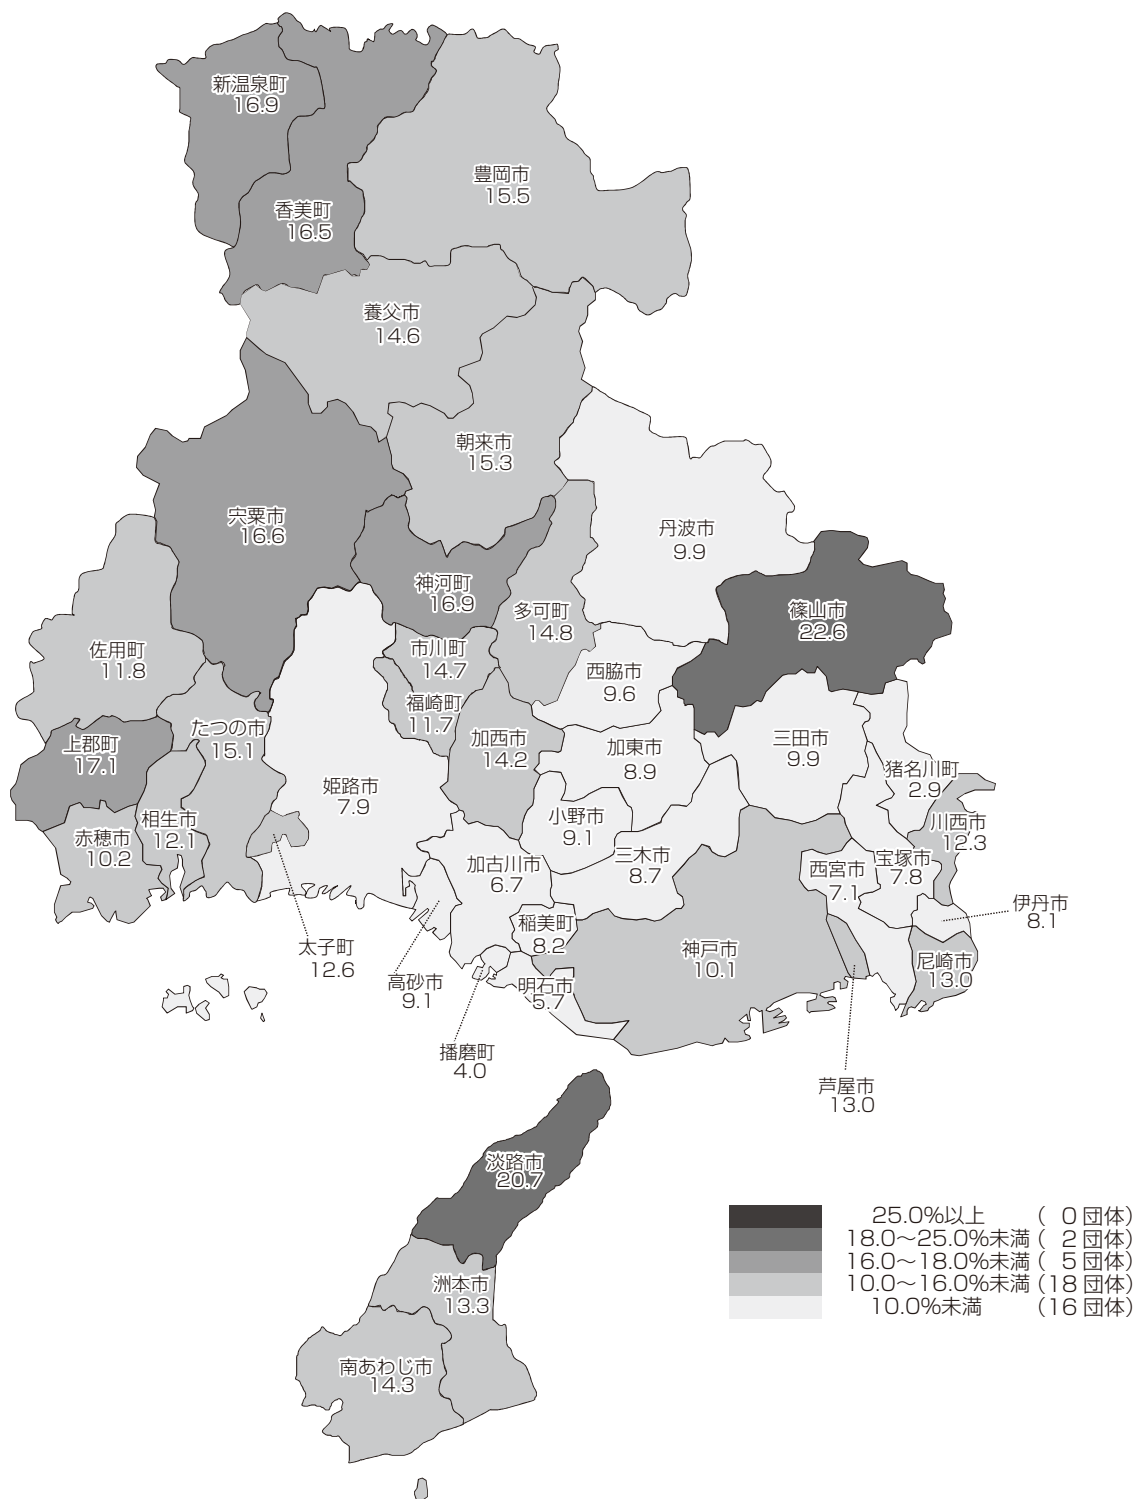 新温泉町
16.9
香美町
16.5
豊岡市
15.5
養父市
14.6
朝来市
15.3
宍粟市
16.6
丹波市
9.9
神河町
16.9
多可町
14.8
篠山市
22.6
佐用町
11.8
市川町
14.7
西脇市
9.6
福崎町
11.7
上郡町
17.1
たつの市
15.1
加西市
14.2
加東市
8.9
三田市
9.9
猪名川町
2.9
姫路市
7.9
赤穂市
10.2
相生市
12.1
小野市
9.1
川西市
12.3
加古川市
6.7
三木市
8.7
西宮市
7.1
宝塚市
7.8
伊丹市
8.1
稲美町
8.2
神戸市
10.1
尼崎市
13.0
太子町
12.6
高砂市
9.1
明石市
5.7
播磨町
4.0
芦屋市
13.0
淡路市
20.7
洲本市
13.3
南あわじ市
14.3
25.0%以上 ( 0団体)
18.0～25.0%未満( 2団体)
16.0～18.0%未満( 5団体)
10.0～16.0%未満(18団体)
10.0%未満 (16団体)